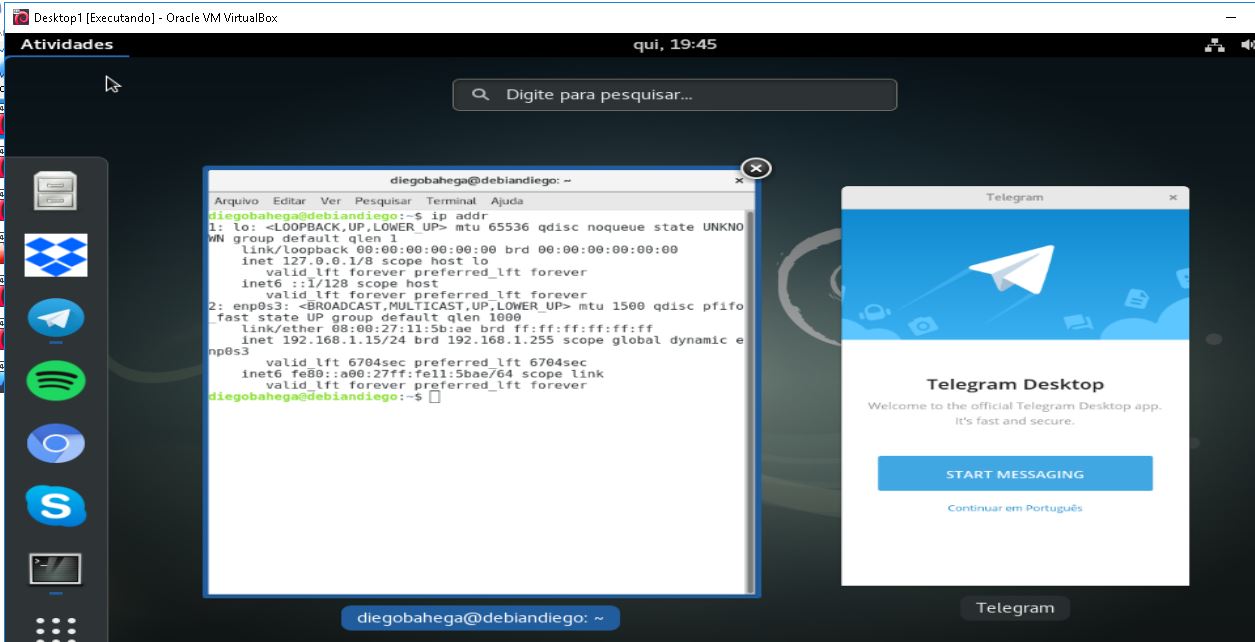 Desktop1 [Executando] - Oracle VM VirtualBox
Atividades
qui, 19:45
Digite para pesquisar...
diegobahega@debiandiego: ~
Arquivo Editar Ver Pesquisar Terminal Ajuda
diegobahega@debiandiego:~$ ip addr
1: lo: <LOOPBACK,UP,LOWER_UP> mtu 65536 qdisc noqueue state UNKNO
WN group default qlen 1
link/loopback 00:00:00:00:00:00 brd 00:00:00:00:00:00
inet 127.0.0.1/8 scope host lo
valid_lft forever preferred_lft forever
inet6 ::1/128 scope host
valid_lft forever preferred_lft forever
2: enp0s3: <BROADCAST,MULTICAST,UP,LOWER_UP> mtu 1500 qdisc pfifo
_fast state UP group default qlen 1000
link/ether 08:00:27:11:5b:ae brd ff:ff:ff:ff:ff:ff
inet 192.168.1.15/24 brd 192.168.1.255 scope global dynamic e
np0s3
valid_lft 6704sec preferred_lft 6704sec
inet6 fe80::a00:27ff:fe11:5bae/64 scope link
valid_lft forever preferred_lft forever
diegobahega@debiandiego:~$
diegobahega@debiandiego: ~
Telegram
Telegram Desktop
Welcome to the official Telegram Desktop app.
It's fast and secure.
START MESSAGING
Continuar em Português
Telegram